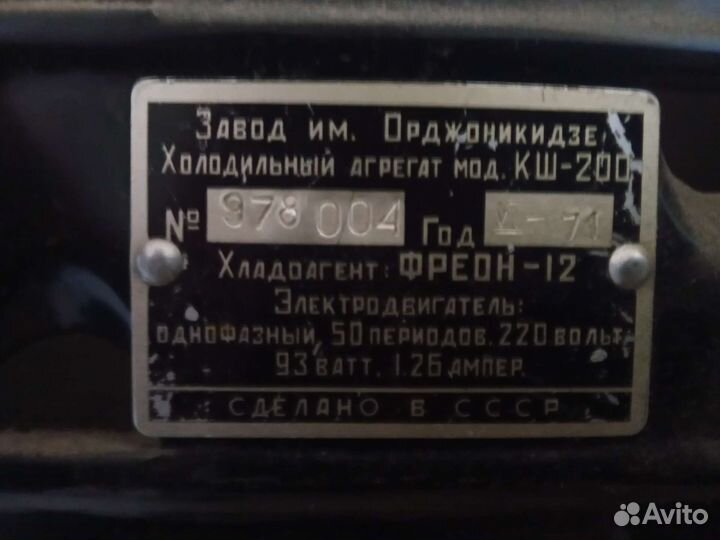 Завод им. Орджоникидзе
Холодильный агрегат мод. КШ-200
№ 978 004 Год VI-71
Хладоагент: ФРЕОН-12
Электродвигатель:
однофазный, 50 периодов, 220 вольт,
93 ватт, 1.26 ампер.
СДЕЛАНО В СССР
Avito